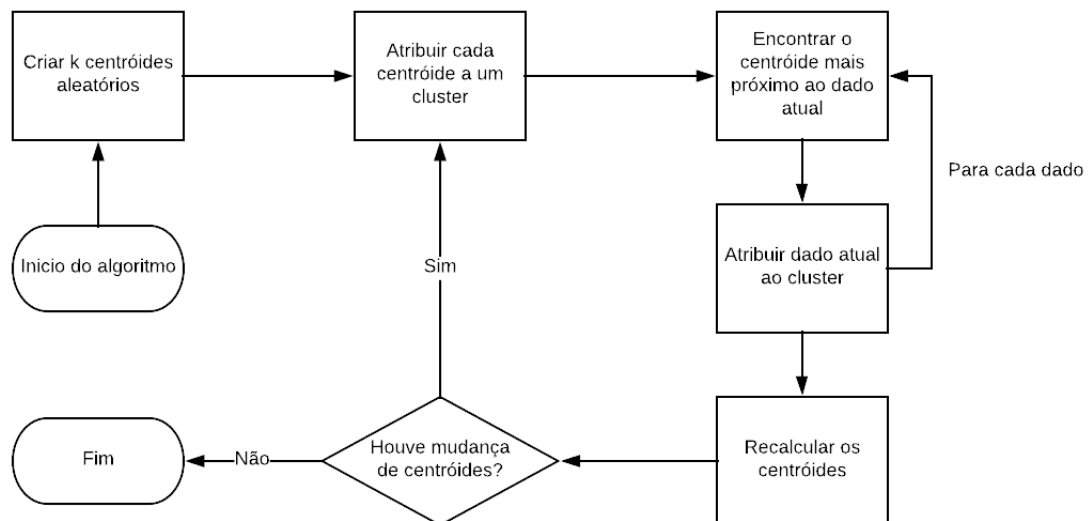 Criar k centróides
aleatórios
Atribuir cada
centróide a um
cluster
Encontrar o
centróide mais
próximo ao dado
atual
Para cada dado
Inicio do algoritmo
Sim
Atribuir dado atual
ao cluster
Fim
Não
Houve mudança
de centróides?
Recalcular os
centróides